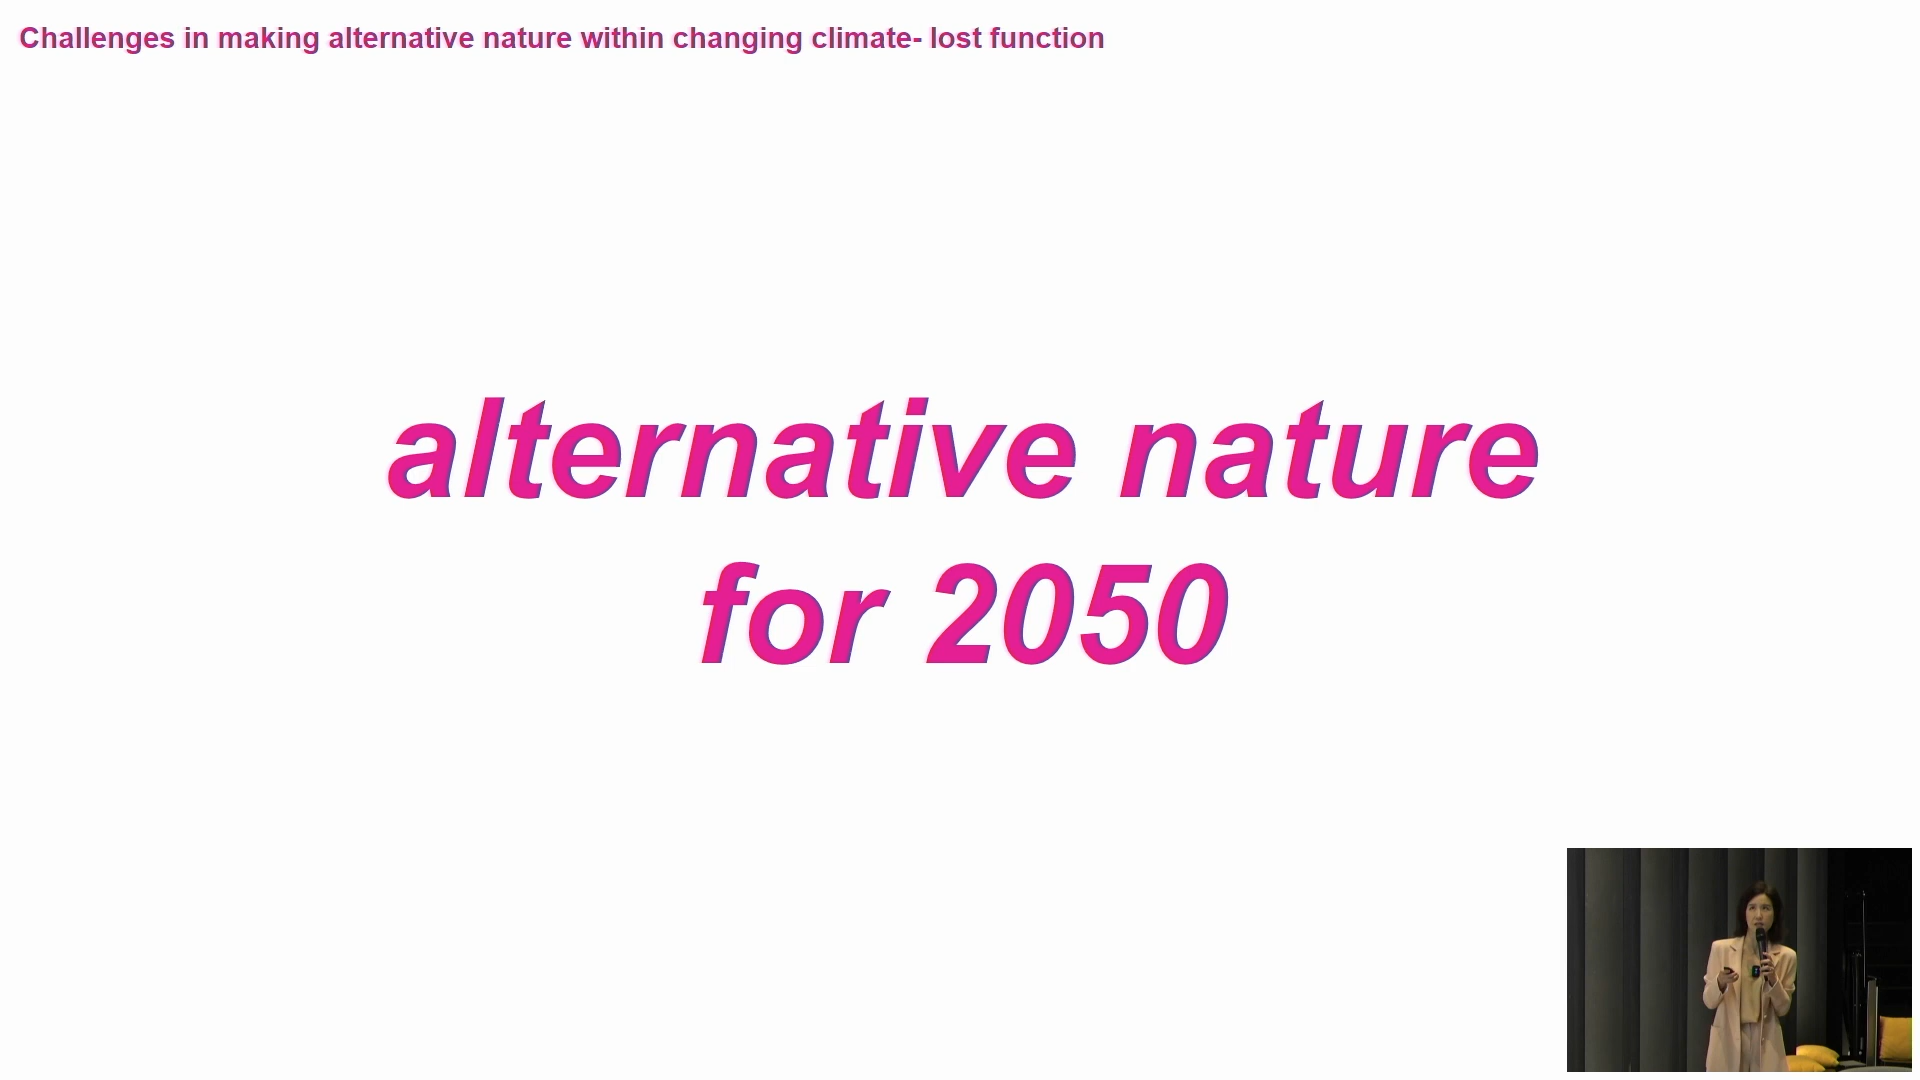 Challenges in making alternative nature within changing climate- lost function
alternative nature
for 2050